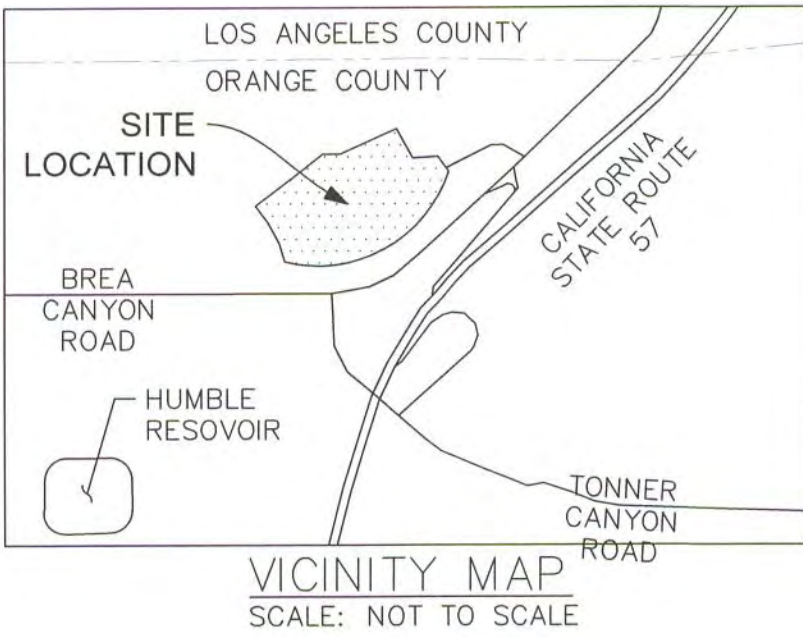 LOS ANGELES COUNTY
ORANGE COUNTY
SITE
LOCATION
CALIFORNIA
STATE ROUTE
57
BREA
CANYON
ROAD
HUMBLE
RESOVOIR
TONNER
CANYON
ROAD
VICINITY MAP
SCALE: NOT TO SCALE